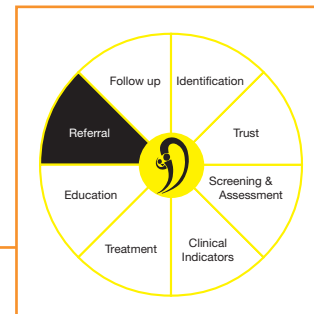 Follow up
Identification
Referral
Trust
Education
Screening &
Assessment
Treatment
Clinical
Indicators